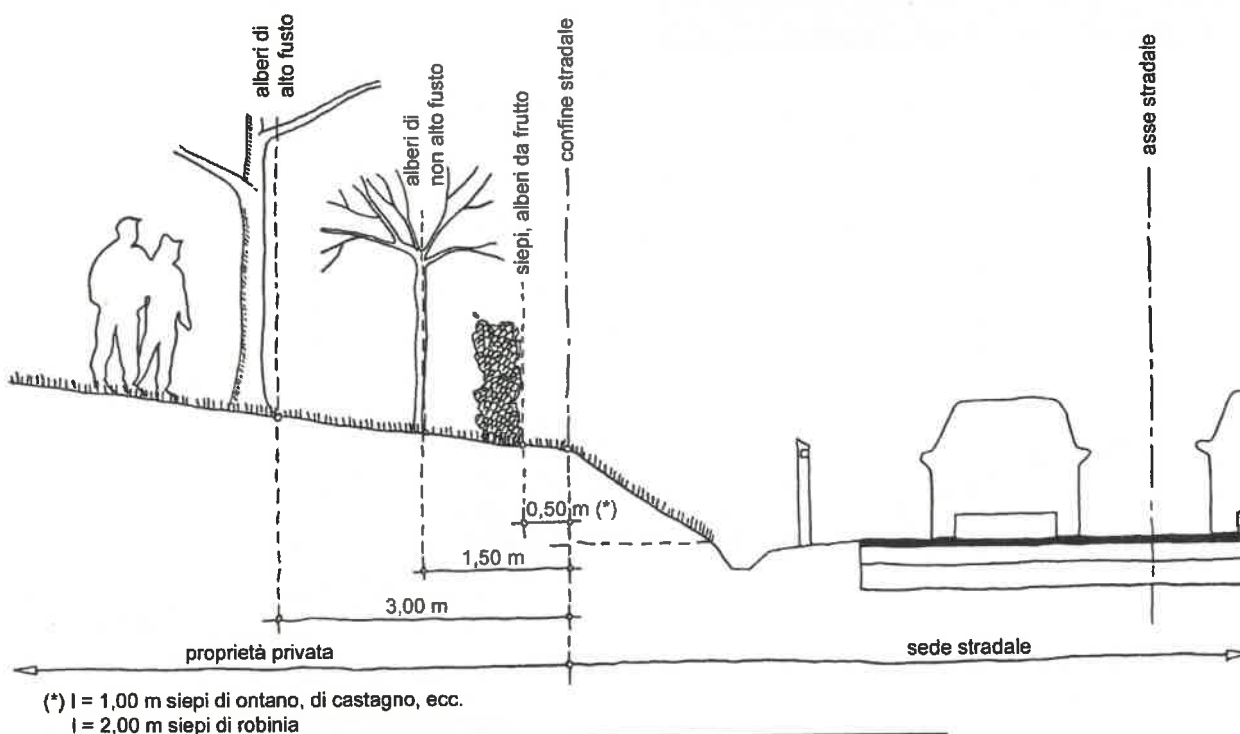 alberi di
alto fusto
alberi di
non alto fusto
siepi, alberi da frutto
confine stradale
asse stradale
0,50 m (*)
1,50 m
3,00 m
proprietà privata
sede stradale
(*) l = 1,00 m siepi di ontano, di castagno, ecc.
l = 2,00 m siepi di robinia